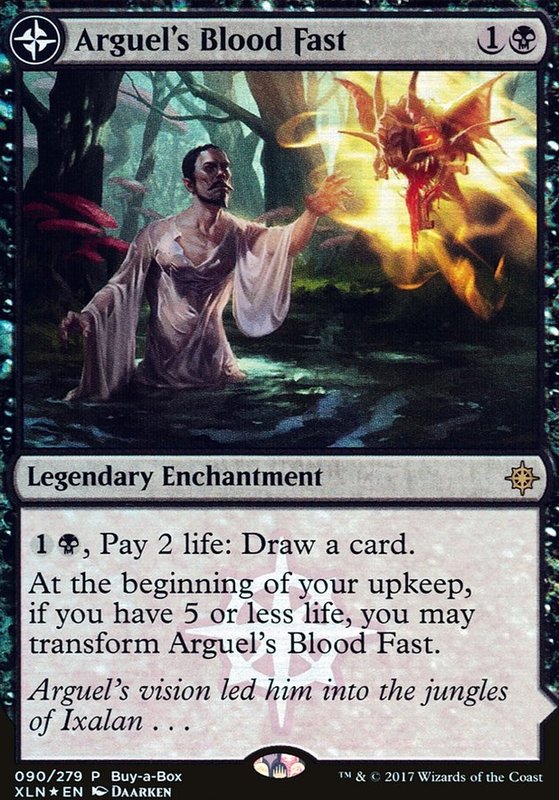 Arguel's Blood Fast 1
Legendary Enchantment
1 , Pay 2 life: Draw a card.
At the beginning of your upkeep,
if you have 5 or less life, you may
transform Arguel's Blood Fast.
Arguel's vision led him into the jungles
of Ixalan . . .
090/279 P Buy-a-Box
XLN★EN Daarken ™ & © 2017 Wizards of the Coast